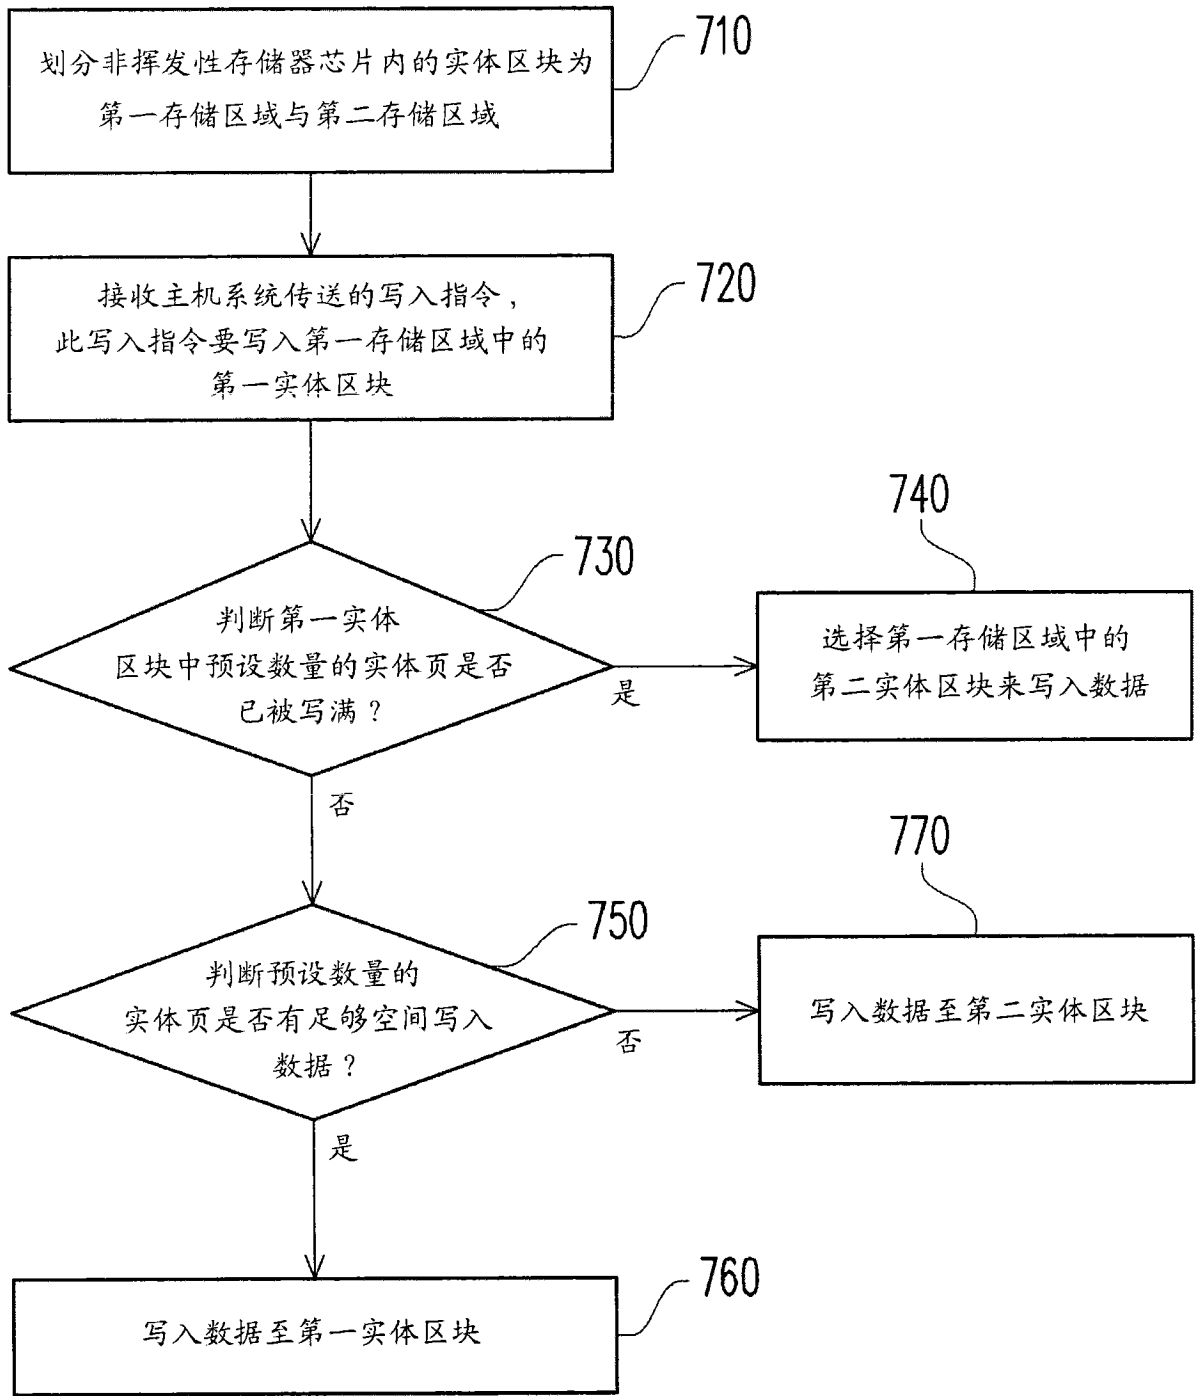 710
划分非挥发性存储器芯片内的实体区块为
第一存储区域与第二存储区域
720
接收主机系统传送的写入指令,
此写入指令要写入第一存储区域中的
第一实体区块
730
判断第一实体
区块中预设数量的实体页是否
已被写满?
是
740
选择第一存储区域中的
第二实体区块来写入数据
否
750
判断预设数量的
实体页是否有足够空间写入
数据?
否
770
写入数据至第二实体区块
是
760
写入数据至第一实体区块